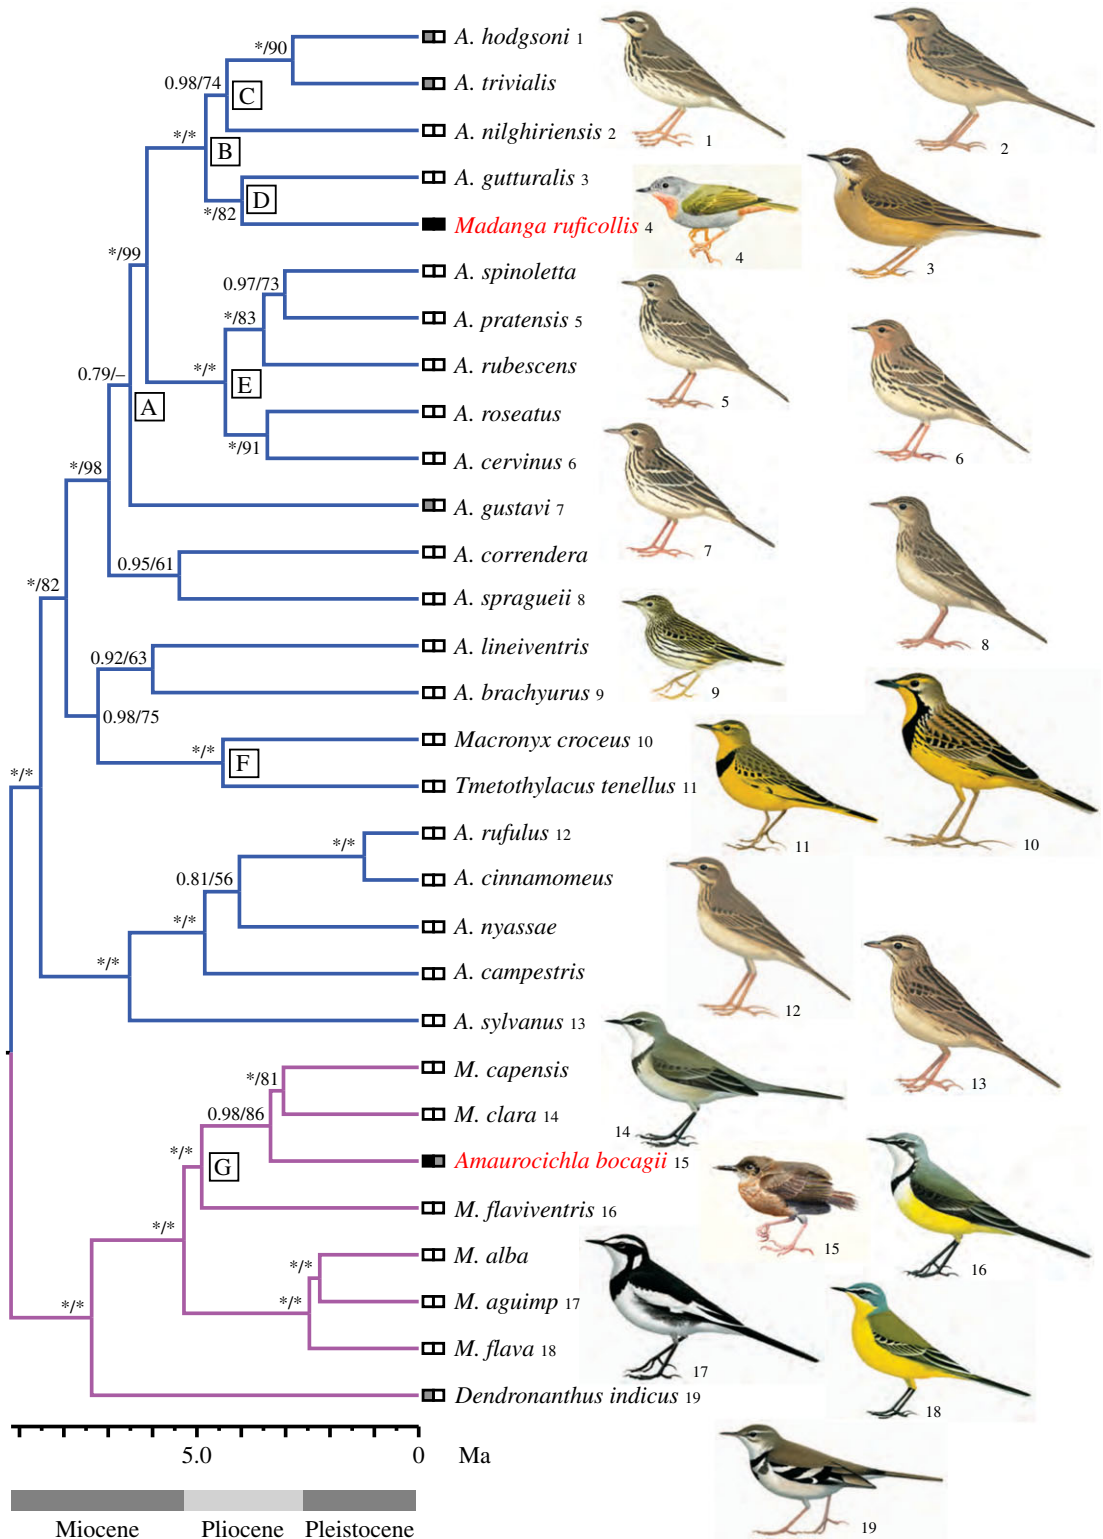 */90
A. hodgsoni 1
0.98/74
A. trivialis
C
*/*
A. nilghiriensis 2
B
A. gutturalis 3
D
*/82
Madanga ruficollis 4
*/99
A. spinoletta
0.97/73
A. pratensis 5
*/83
A. rubescens
*/*
E
0.79/–
A
A. roseatus
*/91
A. cervinus 6
*/98
A. gustavi 7
A. correndera
0.95/61
A. spragueii 8
*/82
A. lineiventris
0.92/63
A. brachyurus 9
0.98/75
Macronyx croceus 10
*/*
F
Tmetothylacus tenellus 11
*/*
A. rufulus 12
*/*
A. cinnamomeus
0.81/56
A. nyassae
*/*
A. campestris
*/*
A. sylvanus 13
M. capensis
*/81
M. clara 14
0.98/86
Amaurocichla bocagii 15
*/*
G
M. flaviventris 16
*/*
M. alba
*/*
M. aguimp 17
*/*
M. flava 18
*/*
Dendronanthus indicus 19
5.0 0 Ma
Miocene Pliocene Pleistocene
1
2
3
4
5
6
7
8
9
10
11
12
13
14
15
16
17
18
19